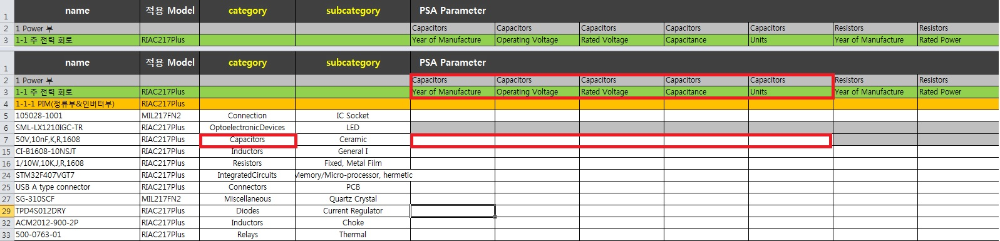 name 적용 Model category subcategory PSA Parameter
1
2 1 Power 부 Capacitors Capacitors Capacitors Capacitors Capacitors Resistors Resistors
3 1-1 주 전력 회로 RIAC217Plus Year of Manufacture Operating Voltage Rated Voltage Capacitance Units Year of Manufacture Rated Power
name 적용 Model category subcategory PSA Parameter
1
2 1 Power 부 Capacitors Capacitors Capacitors Capacitors Capacitors Resistors Resistors
3 1-1 주 전력 회로 RIAC217Plus Year of Manufacture Operating Voltage Rated Voltage Capacitance Units Year of Manufacture Rated Power
4 1-1-1 PIM(정류부&인버터부) RIAC217Plus
5 105028-1001 MIL217FN2 Connection IC Socket
6 SML-LX1210IGC-TR RIAC217Plus OptoelectronicDevices LED
7 50V,10nF,K,R,1608 RIAC217Plus Capacitors Ceramic
15 CI-B1608-10NSJT RIAC217Plus Inductors General I
16 1/10W,10K,J,R,1608 RIAC217Plus Resistors Fixed, Metal Film
24 STM32F407VGT7 RIAC217Plus IntegratedCircuits Memory/Micro-processor, hermetic
25 USB A type connector RIAC217Plus Connectors PCB
27 SG-310SCF MIL217FN2 Miscellaneous Quartz Crystal
29 TPD4S012DRY RIAC217Plus Diodes Current Regulator
32 ACM2012-900-2P RIAC217Plus Inductors Choke
33 500-0763-01 RIAC217Plus Relays Thermal